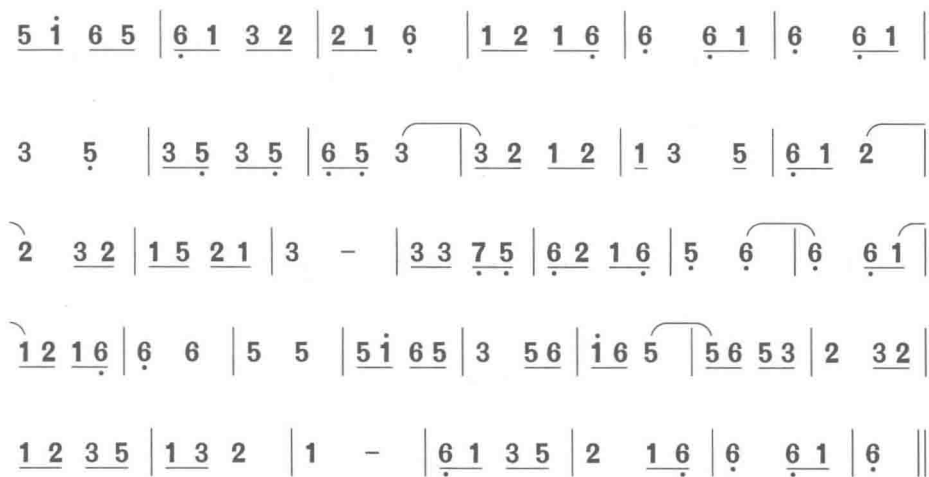 5 i̇ 6 5 | 6̣ 1 3 2 | 2 1 6̣ | 1 2 1 6̣ | 6̣ 6̣ 1 | 6̣ 6̣ 1 |
3 5̣ | 3 5̣ 3 5̣ | 6̣ 5̣ 3 | 3 2 1 2 | 1 3 5 | 6̣ 1 2 |
2 3 2 | 1 5 2 1 | 3 – | 3 3 7̣ 5̣ | 6̣ 2 1 6̣ | 5̣ 6̣ | 6̣ 6̣ 1 |
1 2 1 6̣ | 6̣ 6 | 5 5 | 5 i̇ 6 5 | 3 5 6 | i̇ 6 5 | 5 6 5 3 | 2 3 2 |
1 2 3 5 | 1 3 2 | 1 – | 6̣ 1 3 5 | 2 1 6̣ | 6̣ 6̣ 1 | 6̣ ‖